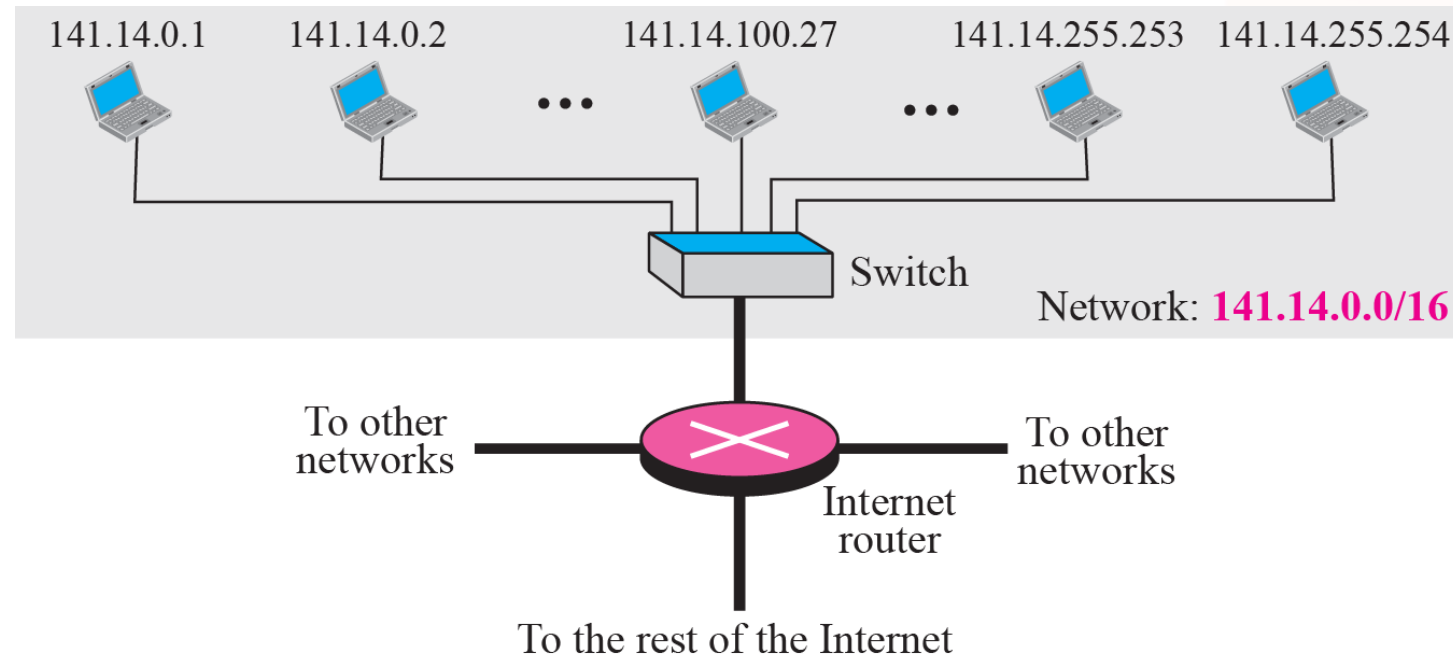 141.14.0.1 141.14.0.2 141.14.100.27 141.14.255.253 141.14.255.254
Switch
Network: 141.14.0.0/16
To other
networks
To other
networks
Internet
router
To the rest of the Internet